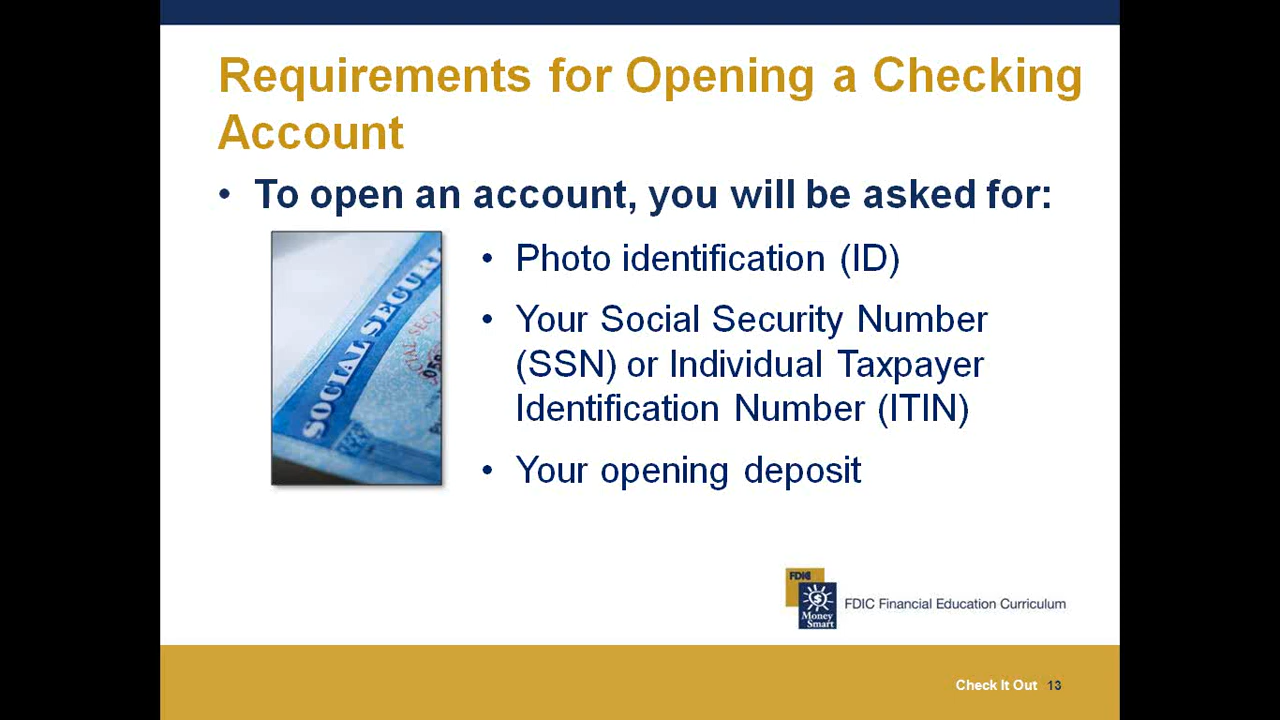 Requirements for Opening a Checking
Account
• To open an account, you will be asked for:
SOCIAL SECUR
• Photo identification (ID)
• Your Social Security Number
(SSN) or Individual Taxpayer
Identification Number (ITIN)
• Your opening deposit
FDIC
Money
Smart
FDIC Financial Education Curriculum
Check It Out 13